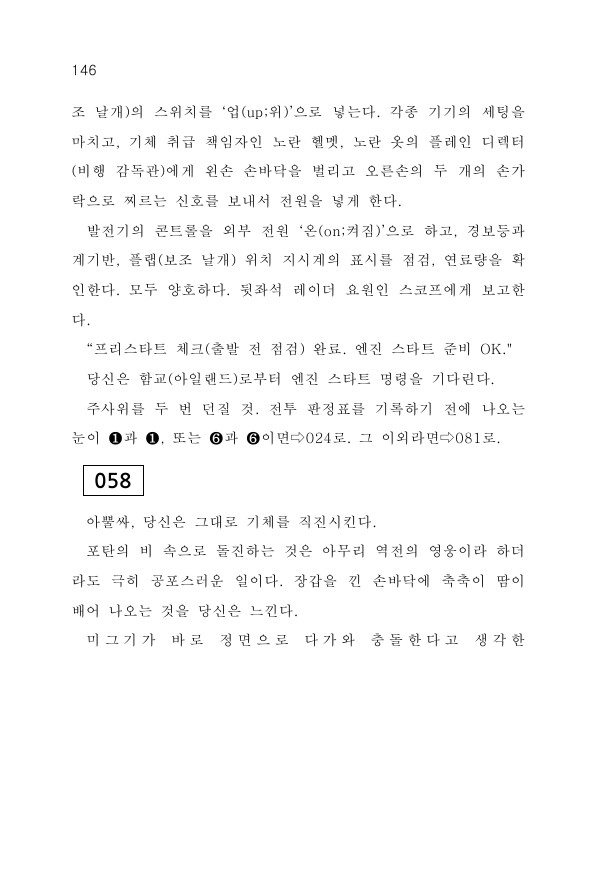 146
조 날개)의 스위치를 ‘업(up;위)’으로 넣는다. 각종 기기의 세팅을
마치고, 기체 취급 책임자인 노란 헬멧, 노란 옷의 플레인 디렉터
(비행 감독관)에게 왼손 손바닥을 벌리고 오른손의 두 개의 손가
락으로 찌르는 신호를 보내서 전원을 넣게 한다.
발전기의 콘트롤을 외부 전원 ‘온(on;켜짐)’으로 하고, 경보등과
계기반, 플랩(보조 날개) 위치 지시계의 표시를 점검, 연료량을 확
인한다. 모두 양호하다. 뒷좌석 레이더 요원인 스코프에게 보고한
다.
“프리스타트 체크(출발 전 점검) 완료. 엔진 스타트 준비 OK."
당신은 함교(아일랜드)로부터 엔진 스타트 명령을 기다린다.
주사위를 두 번 던질 것. 전투 판정표를 기록하기 전에 나오는
눈이 ❶과 ❶, 또는 ❻과 ❻이면⇨024로. 그 이외라면⇨081로.
058
아뿔싸, 당신은 그대로 기체를 직진시킨다.
포탄의 비 속으로 돌진하는 것은 아무리 역전의 영웅이라 하더
라도 극히 공포스러운 일이다. 장갑을 낀 손바닥에 축축이 땀이
배어 나오는 것을 당신은 느낀다.
미그기가 바로 정면으로 다가와 충돌한다고 생각한